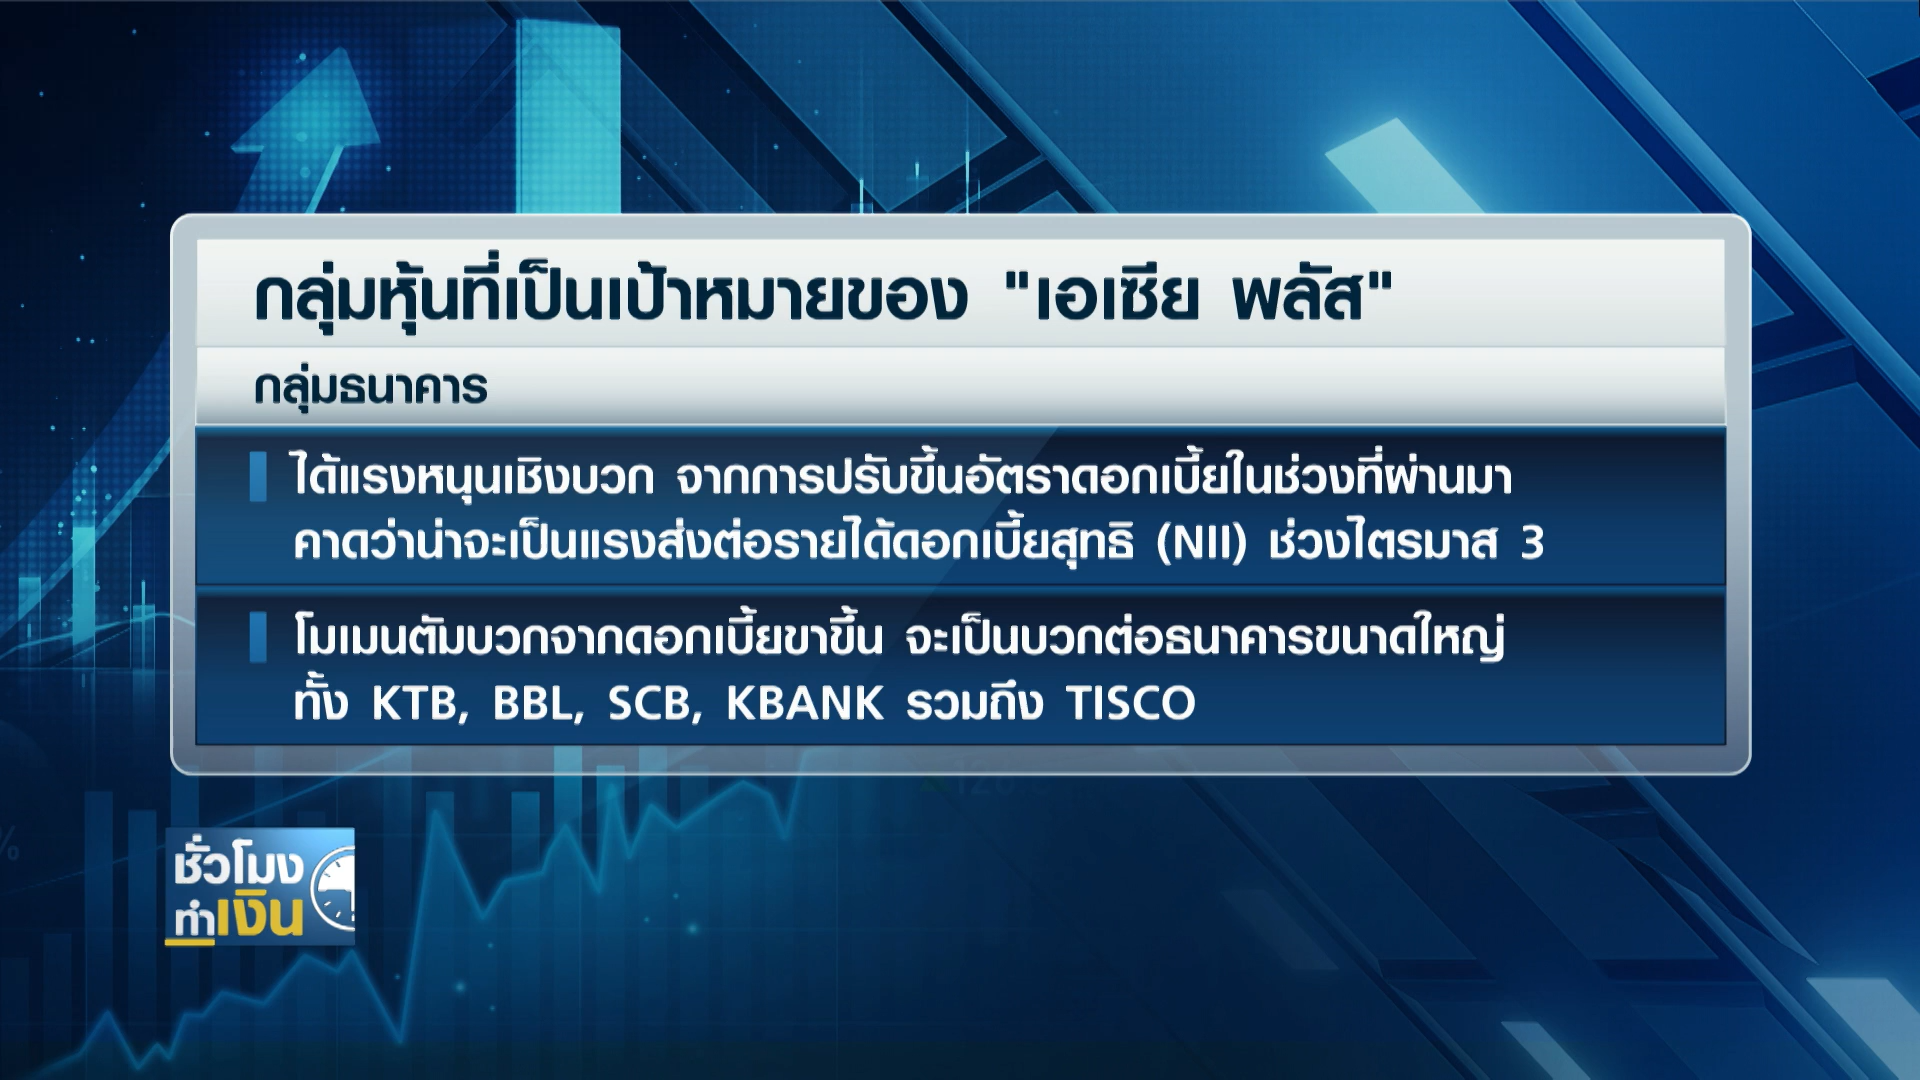 กลุ่มหุ้นที่เป็นเป้าหมายของ "เอเซีย พลัส"
กลุ่มธนาคาร
ได้แรงหนุนเชิงบวก จากการปรับขึ้นอัตราดอกเบี้ยในช่วงที่ผ่านมา
คาดว่าน่าจะเป็นแรงส่งต่อรายได้ดอกเบี้ยสุทธิ (NII) ช่วงไตรมาส 3
โมเมนตัมบวกจากดอกเบี้ยขาขึ้น จะเป็นบวกต่อธนาคารขนาดใหญ่
ทั้ง KTB, BBL, SCB, KBANK รวมถึง TISCO
ชั่วโมง
ทำเงิน